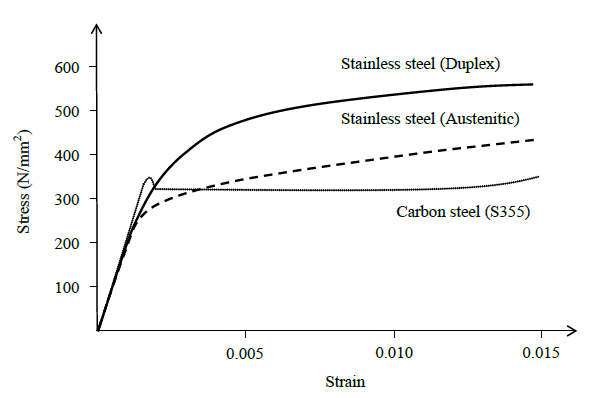 600
Stainless steel (Duplex)
500
Stainless steel (Austenitic)
400
300
Carbon steel (S355)
200
100
Stress (N/mm²)
0.005
0.010
0.015
Strain